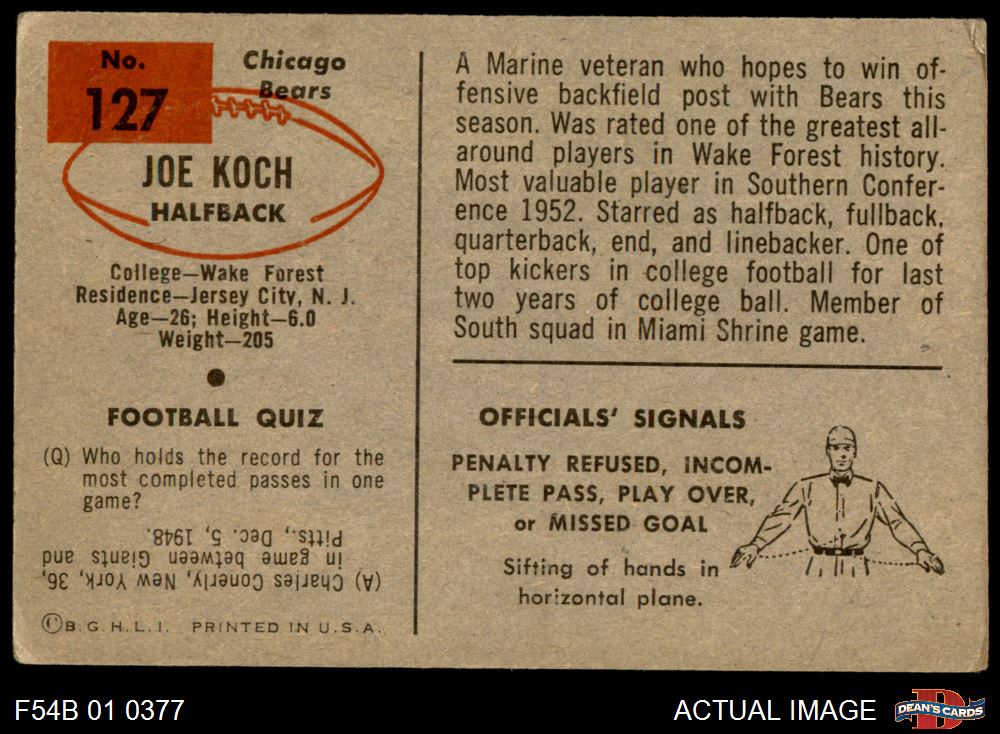 No.
127
Chicago
Bears
JOE KOCH
HALFBACK
College—Wake Forest
Residence—Jersey City, N. J.
Age—26; Height—6.0
Weight—205
FOOTBALL QUIZ
(Q) Who holds the record for the
most completed passes in one
game?
(A) Charles Conerly, New York, 36,
in game between Giants and
Pitts., Dec. 5, 1948.
©B.G.H.L.I. PRINTED IN U.S.A.
A Marine veteran who hopes to win of-
fensive backfield post with Bears this
season. Was rated one of the greatest all-
around players in Wake Forest history.
Most valuable player in Southern Confer-
ence 1952. Starred as halfback, fullback,
quarterback, end, and linebacker. One of
top kickers in college football for last
two years of college ball. Member of
South squad in Miami Shrine game.
OFFICIALS' SIGNALS
PENALTY REFUSED, INCOM-
PLETE PASS, PLAY OVER,
or MISSED GOAL
Sifting of hands in
horizontal plane.
F54B 01 0377
ACTUAL IMAGE
D
DEAN'S CARDS